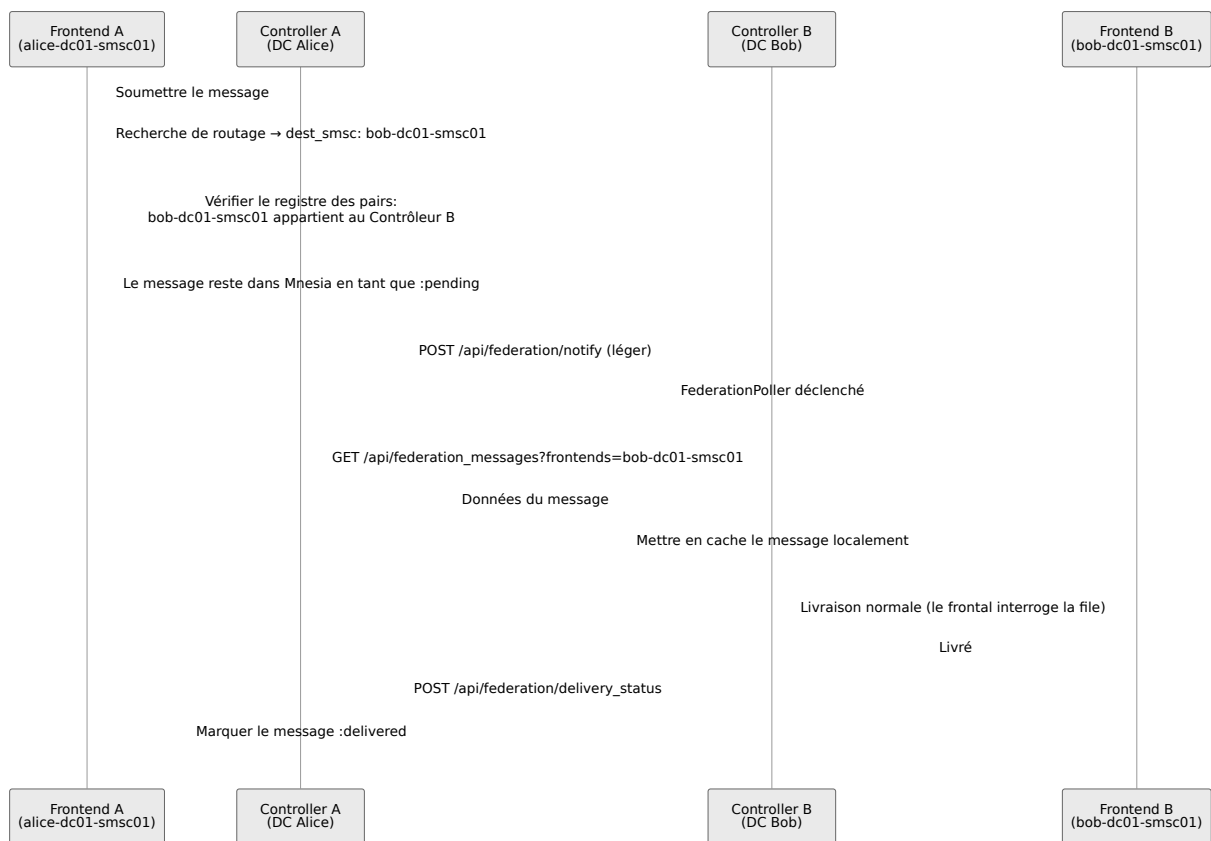 Frontend A
(alice-dc01-smsc01)
Controller A
(DC Alice)
Controller B
(DC Bob)
Frontend B
(bob-dc01-smsc01)
Soumettre le message
Recherche de routage → dest_smsc: bob-dc01-smsc01
Vérifier le registre des pairs:
bob-dc01-smsc01 appartient au Contrôleur B
Le message reste dans Mnesia en tant que :pending
POST /api/federation/notify (léger)
FederationPoller déclenché
GET /api/federation_messages?frontends=bob-dc01-smsc01
Données du message
Mettre en cache le message localement
Livraison normale (le frontal interroge la file)
Livré
POST /api/federation/delivery_status
Marquer le message :delivered
Frontend A
(alice-dc01-smsc01)
Controller A
(DC Alice)
Controller B
(DC Bob)
Frontend B
(bob-dc01-smsc01)